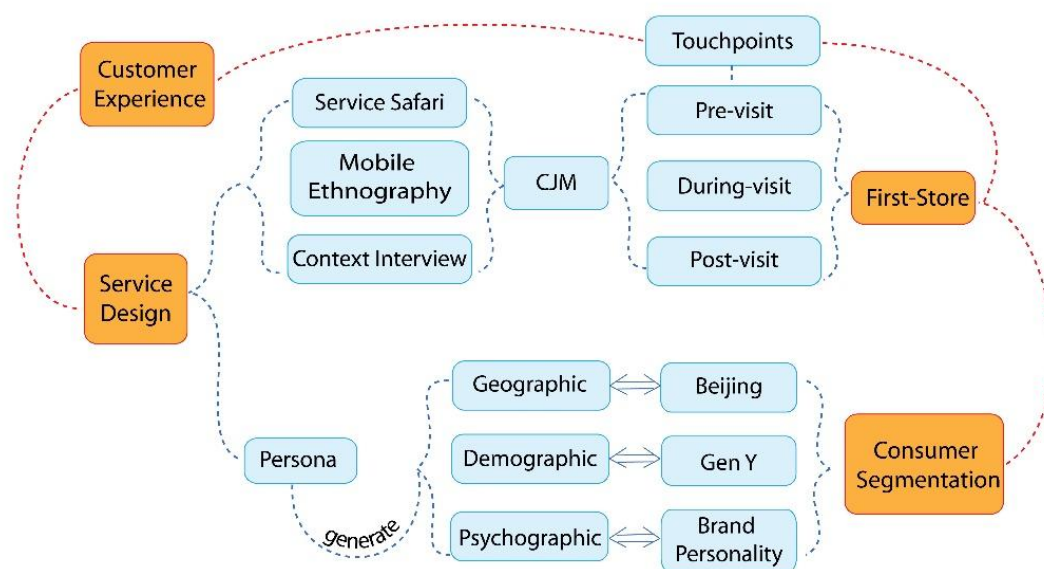 Touchpoints
Customer
Experience
Service Safari
Pre-visit
Mobile
Ethnography
CJM
During-visit
First-Store
Context Interview
Post-visit
Service
Design
Geographic
Beijing
Persona
Demographic
Gen Y
Consumer
Segmentation
generate
Psychographic
Brand
Personality